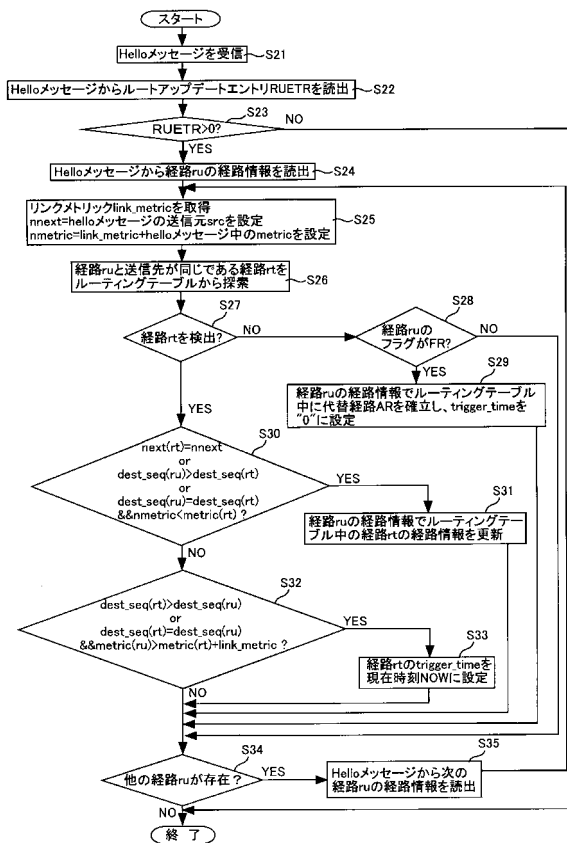 スタート
Helloメッセージを受信
S21
HelloメッセージからルートアップデートエントリRUETRを読出
S22
S23
RUETR>0?
NO
YES
Helloメッセージから経路ruの経路情報を読出
S24
リンクメトリックlink_metricを取得
nnext=helloメッセージの送信元srcを設定
nmetric=link_metric+helloメッセージ中のmetricを設定
S25
経路ruと送信先が同じである経路rtを
ルーティングテーブルから探索
S26
S27
経路rtを検出?
NO
S28
経路ruの
フラグがFR?
NO
YES
S29
経路ruの経路情報でルーティングテーブル
中に代替経路ARを確立し、trigger_timeを
"0"に設定
YES
S30
next(rt)=nnext
or
dest_seq(ru)>dest_seq(rt)
or
dest_seq(ru)=dest_seq(rt)
&&nmetric<metric(rt) ?
YES
S31
経路ruの経路情報でルーティングテー
ブル中の経路rtの経路情報を更新
NO
S32
dest_seq(rt)>dest_seq(ru)
or
dest_seq(rt)=dest_seq(ru)
&&metric(ru)>metric(rt)+link_metric ?
YES
S33
経路rtのtrigger_timeを
現在時刻NOWに設定
NO
S34
他の経路ruが存在?
YES
S35
Helloメッセージから次の
経路ruの経路情報を読出
NO
終 了